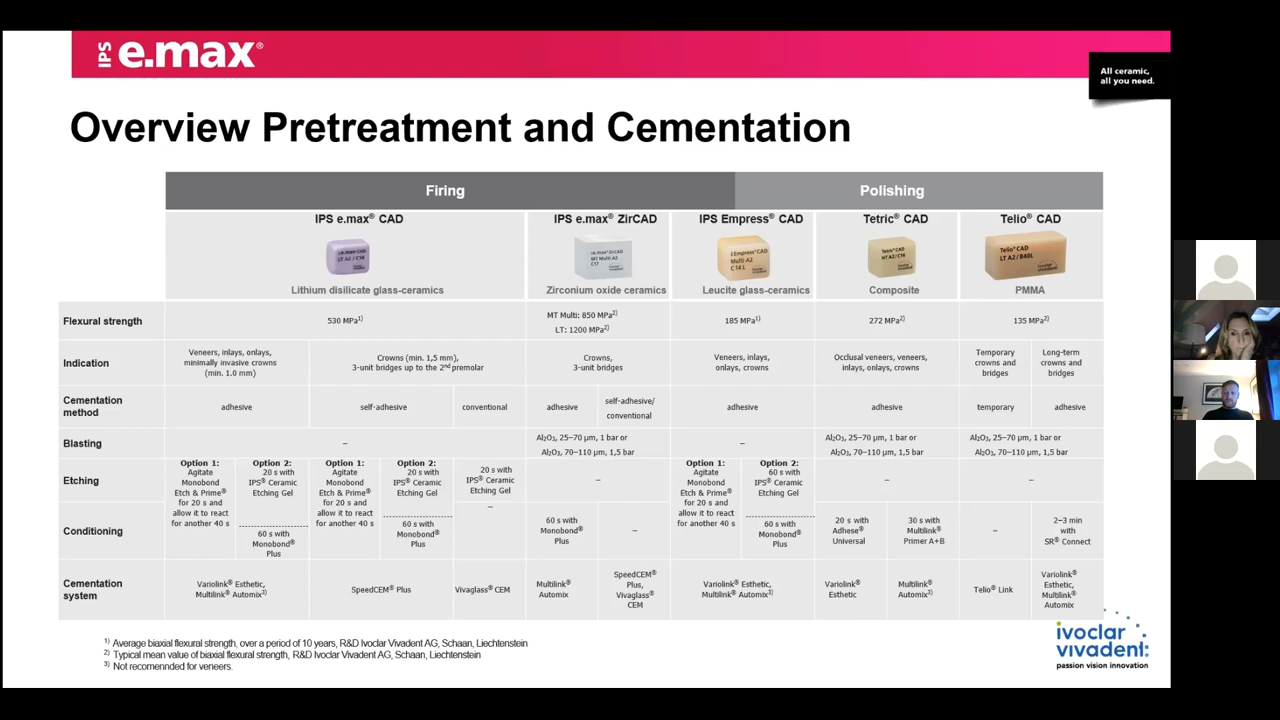 IPS e.max®
All ceramic,
all you need.
Overview Pretreatment and Cementation
Firing
Polishing
IPS e.max® CAD
IPS e.max® ZirCAD
IPS Empress® CAD
Tetric® CAD
Telio® CAD
Lithium disilicate glass-ceramics
Zirconium oxide ceramics
Leucite glass-ceramics
Composite
PMMA
Flexural strength
530 MPa1)
MT Multi: 850 MPa2)
LT: 1200 MPa2)
185 MPa1)
272 MPa2)
135 MPa2)
Indication
Veneers, inlays, onlays,
minimally invasive crowns
(min. 1.0 mm)
Crowns (min. 1,5 mm),
3-unit bridges up to the 2nd premolar
Crowns,
3-unit bridges
Veneers, inlays,
onlays, crowns
Occlusal veneers, veneers,
inlays, onlays, crowns
Temporary
crowns and
bridges
Long-term
crowns and
bridges
Cementation
method
adhesive
self-adhesive
conventional
adhesive
self-adhesive/
conventional
adhesive
adhesive
temporary
adhesive
Blasting
–
Al2O3, 25–70 µm, 1 bar or
Al2O3, 70–110 µm, 1,5 bar
–
Al2O3, 25–70 µm, 1 bar or
Al2O3, 70–110 µm, 1,5 bar
Al2O3, 25–70 µm, 1 bar or
Al2O3, 70–110 µm, 1,5 bar
Etching
Conditioning
Option 1:
Agitate
Monobond
Etch & Prime®
for 20 s and
allow it to react
for another 40 s
Option 2:
20 s with
IPS® Ceramic
Etching Gel
60 s with
Monobond®
Plus
Option 1:
Agitate
Monobond
Etch & Prime®
for 20 s and
allow it to react
for another 40 s
Option 2:
20 s with
IPS® Ceramic
Etching Gel
60 s with
Monobond®
Plus
20 s with
IPS® Ceramic
Etching Gel
–
–
60 s with
Monobond®
Plus
–
Option 1:
Agitate
Monobond
Etch & Prime®
for 20 s and
allow it to react
for another 40 s
Option 2:
60 s with
IPS® Ceramic
Etching Gel
60 s with
Monobond®
Plus
–
20 s with
Adhese®
Universal
30 s with
Multilink®
Primer A+B
–
–
2–3 min
with
SR® Connect
Cementation
system
Variolink® Esthetic,
Multilink® Automix3)
SpeedCEM® Plus
Vivaglass® CEM
Multilink®
Automix
SpeedCEM®
Plus,
Vivaglass®
CEM
Variolink® Esthetic,
Multilink® Automix3)
Variolink®
Esthetic
Multilink®
Automix3)
Telio® Link
Variolink®
Esthetic,
Multilink®
Automix
1) Average biaxial flexural strength, over a period of 10 years, R&D Ivoclar Vivadent AG, Schaan, Liechtenstein
2) Typical mean value of biaxial flexural strength, R&D Ivoclar Vivadent AG, Schaan, Liechtenstein
3) Not recomennded for veneers.
ivoclar
vivadent:
passion vision innovation